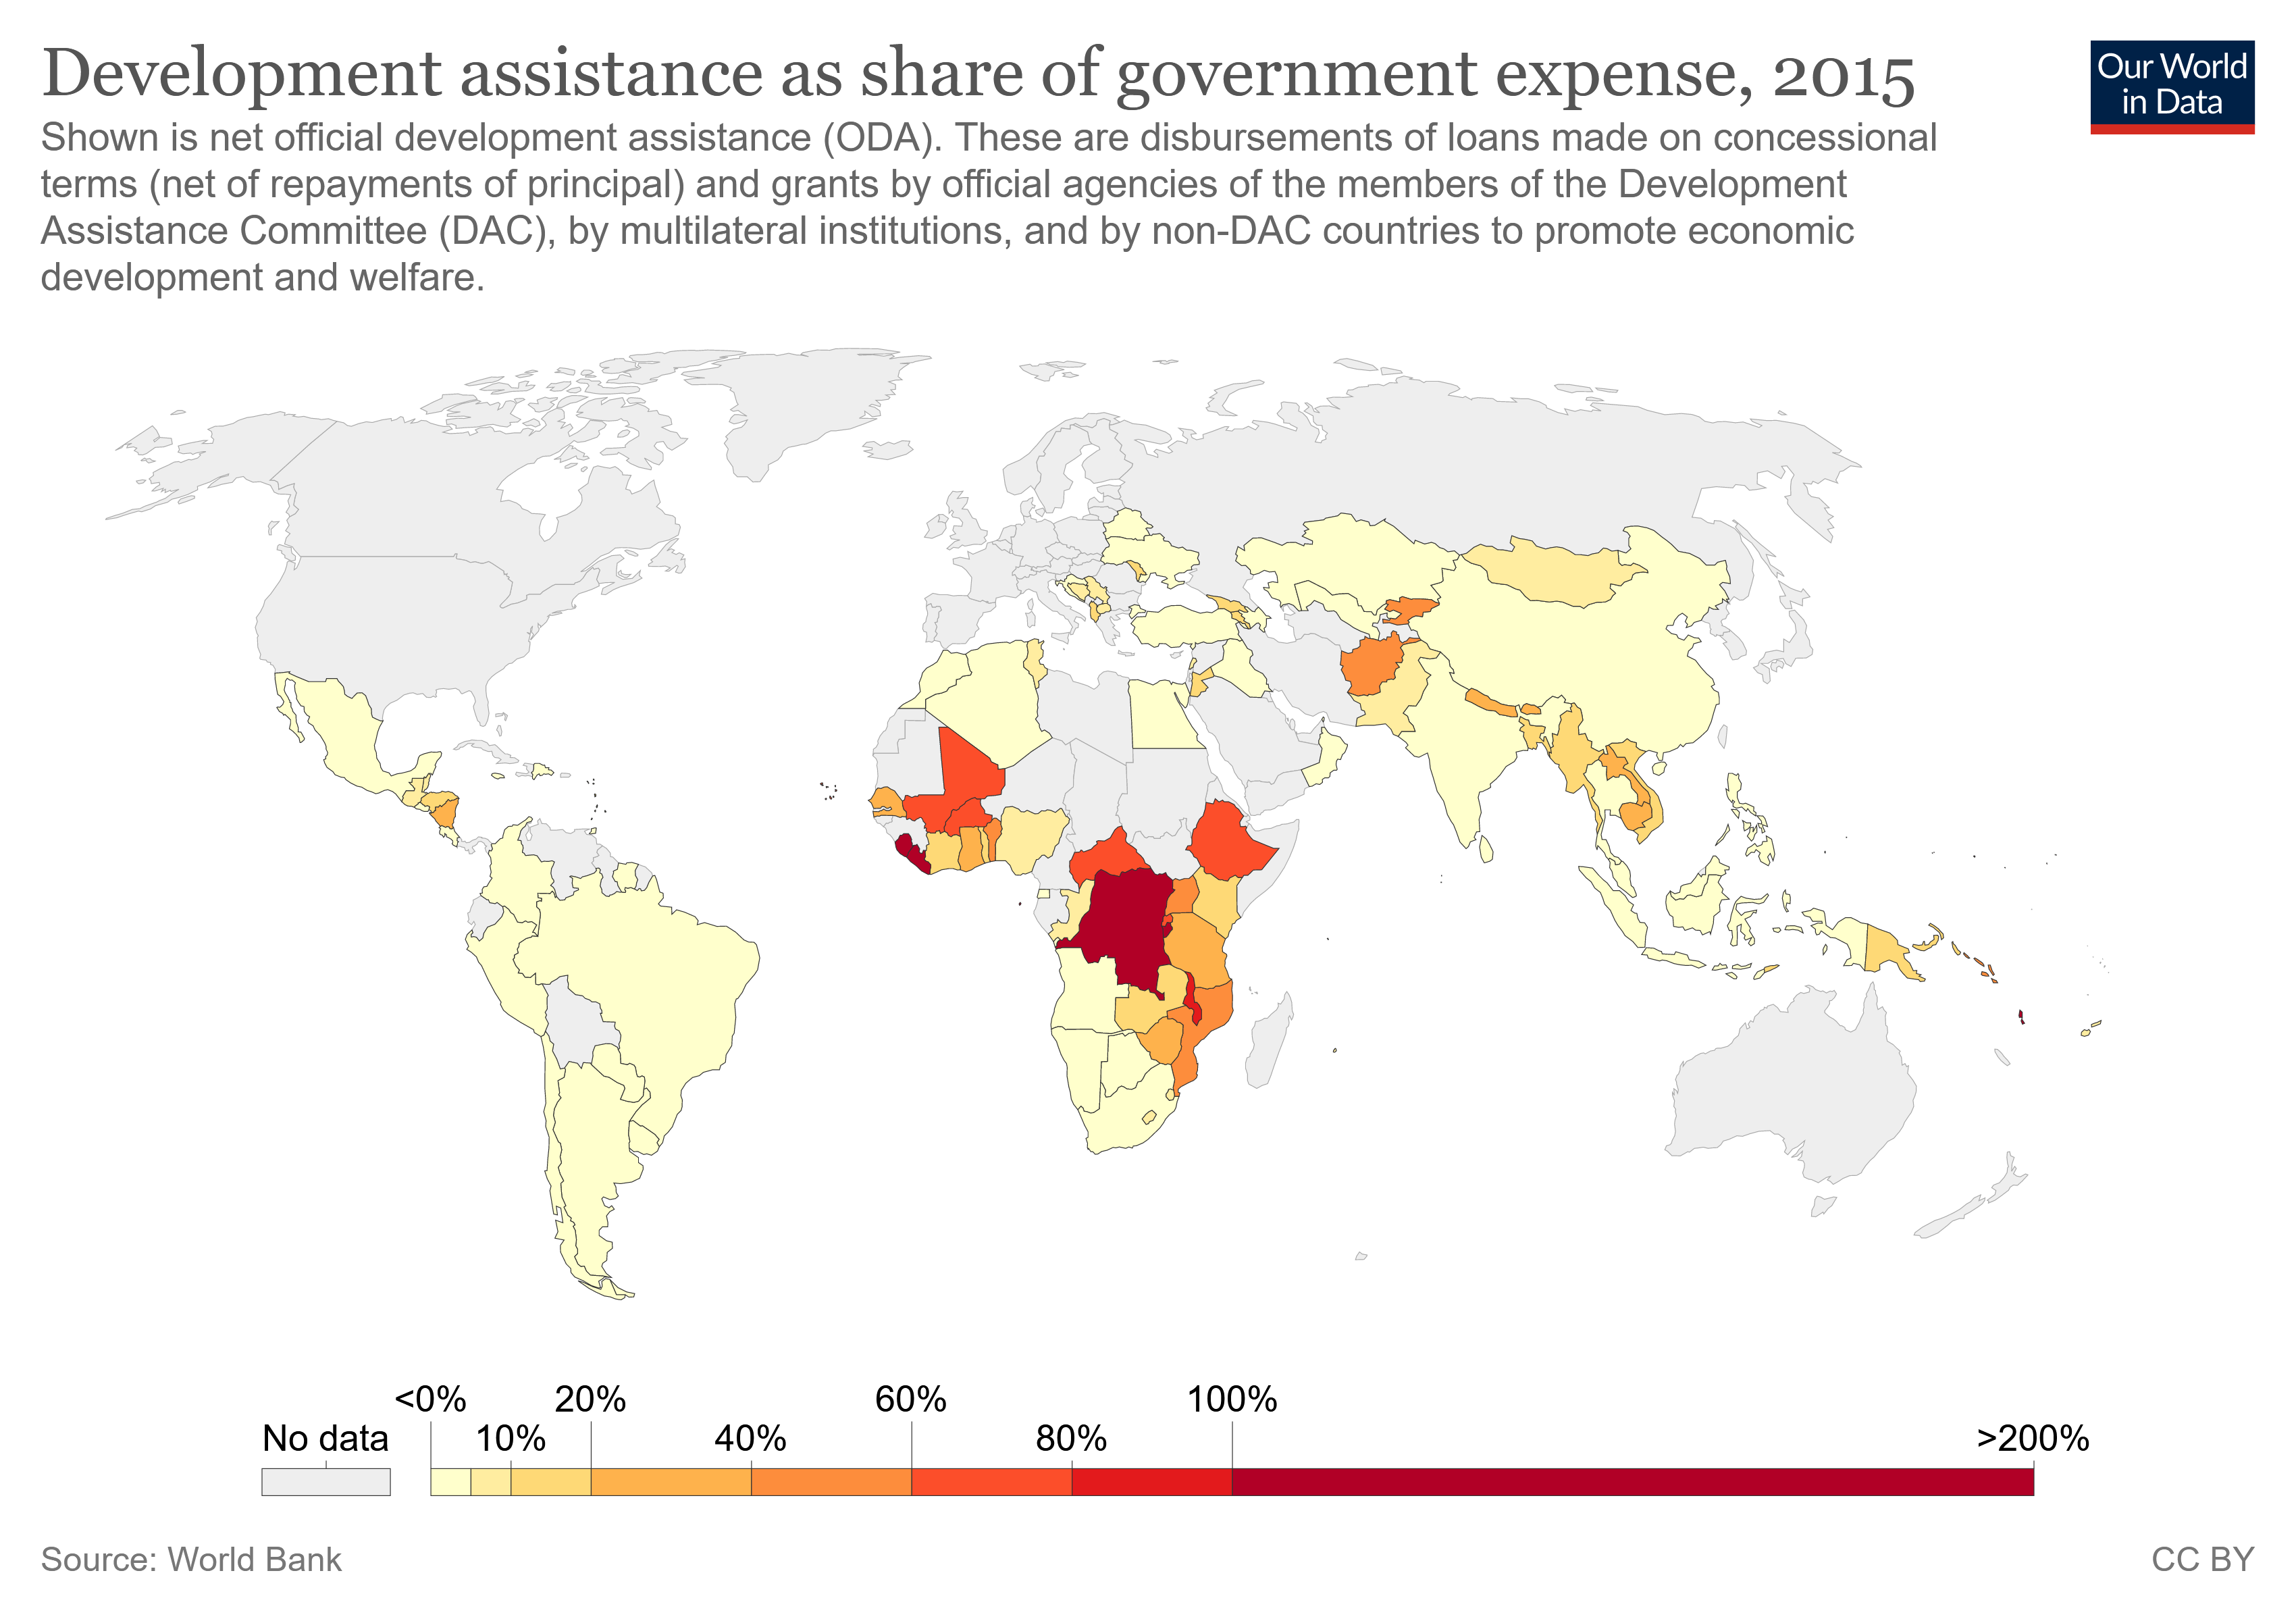 Development assistance as share of government expense, 2015
Our World
in Data
Shown is net official development assistance (ODA). These are disbursements of loans made on concessional
terms (net of repayments of principal) and grants by official agencies of the members of the Development
Assistance Committee (DAC), by multilateral institutions, and by non-DAC countries to promote economic
development and welfare.
<0% 20% 60% 100%
No data 10% 40% 80% >200%
Source: World Bank CC BY